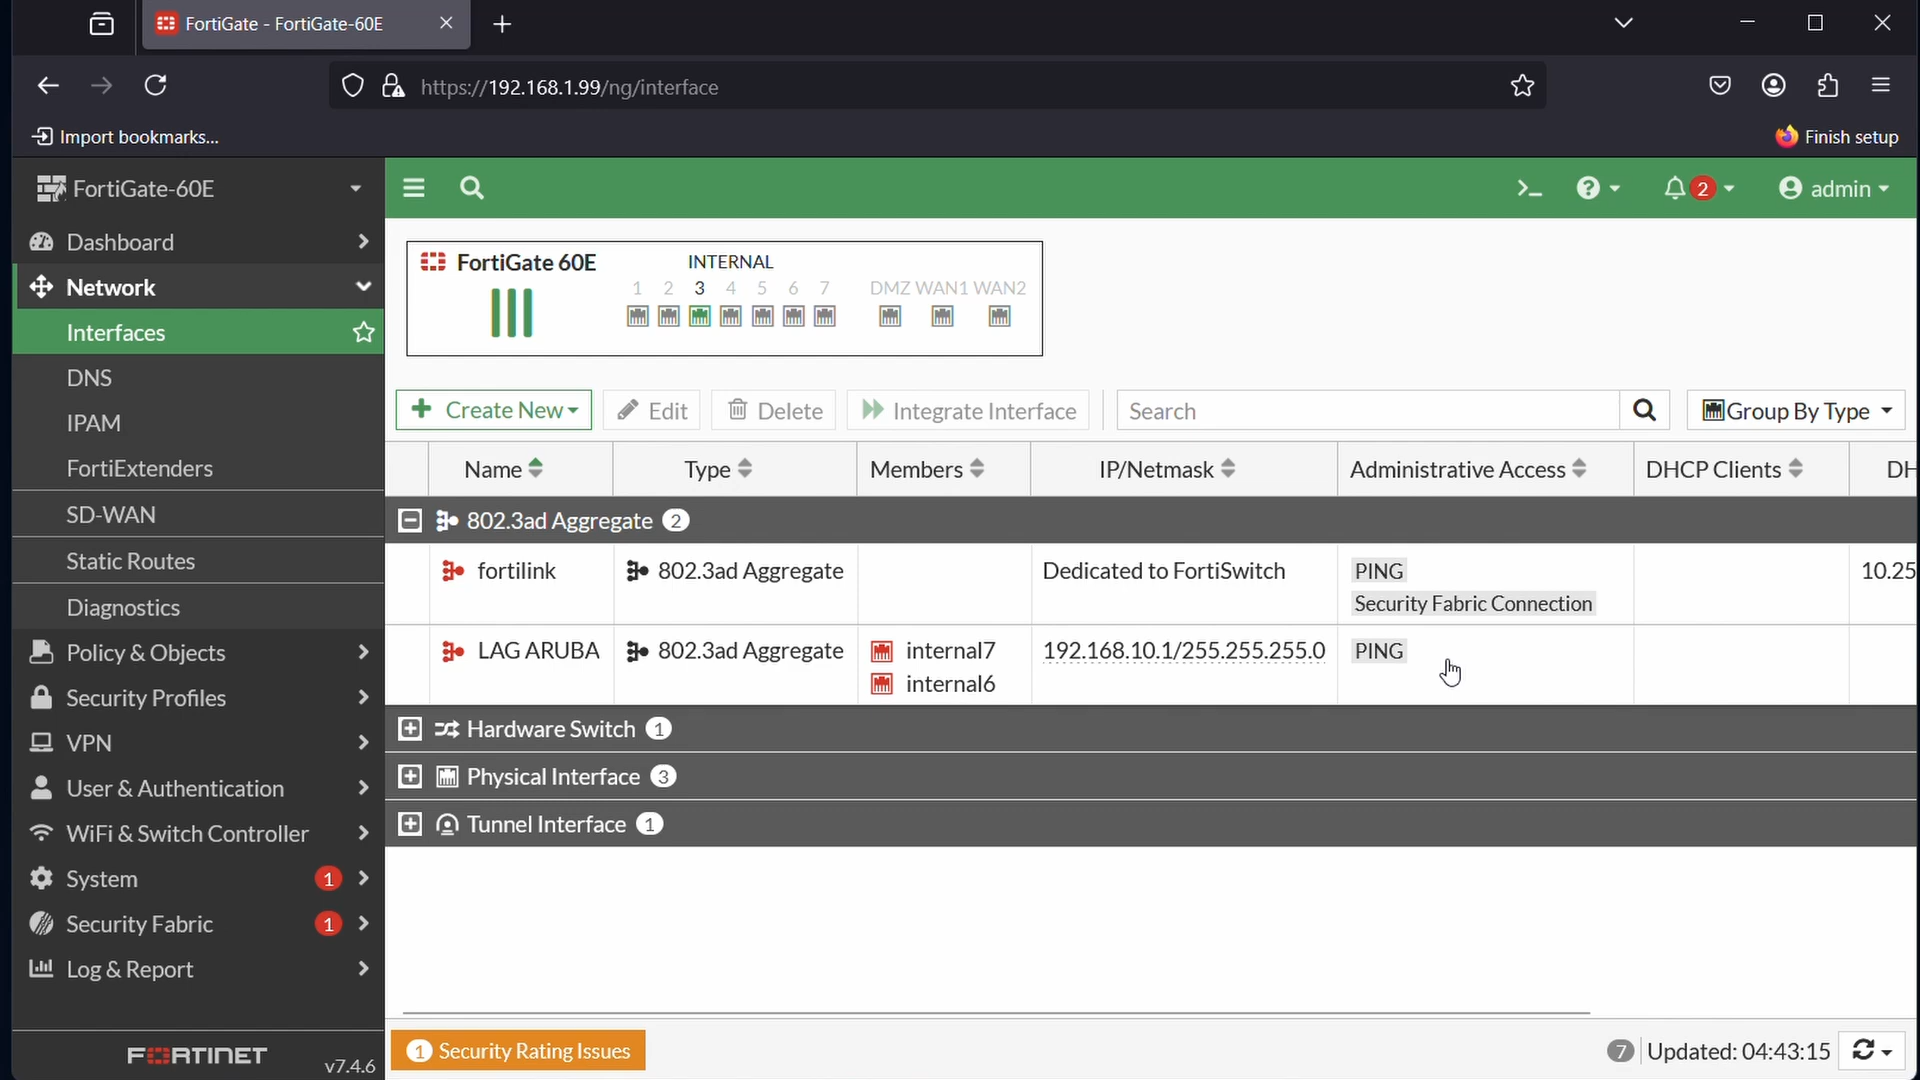 FortiGate - FortiGate-60E
https://192.168.1.99/ng/interface
Import bookmarks...
Finish setup
FortiGate-60E
2
admin
Dashboard
Network
Interfaces
DNS
IPAM
FortiExtenders
SD-WAN
Static Routes
Diagnostics
Policy & Objects
Security Profiles
VPN
User & Authentication
WiFi & Switch Controller
System 1
Security Fabric 1
Log & Report
FORTINET v7.4.6
FortiGate 60E INTERNAL
1 2 3 4 5 6 7 DMZ WAN1 WAN2
Create New Edit Delete Integrate Interface Search Group By Type
Name Type Members IP/Netmask Administrative Access DHCP Clients DH
802.3ad Aggregate 2
fortilink 802.3ad Aggregate Dedicated to FortiSwitch PING 10.25
Security Fabric Connection
LAG ARUBA 802.3ad Aggregate internal7 192.168.10.1/255.255.255.0 PING
internal6
Hardware Switch 1
Physical Interface 3
Tunnel Interface 1
1 Security Rating Issues 7 Updated: 04:43:15